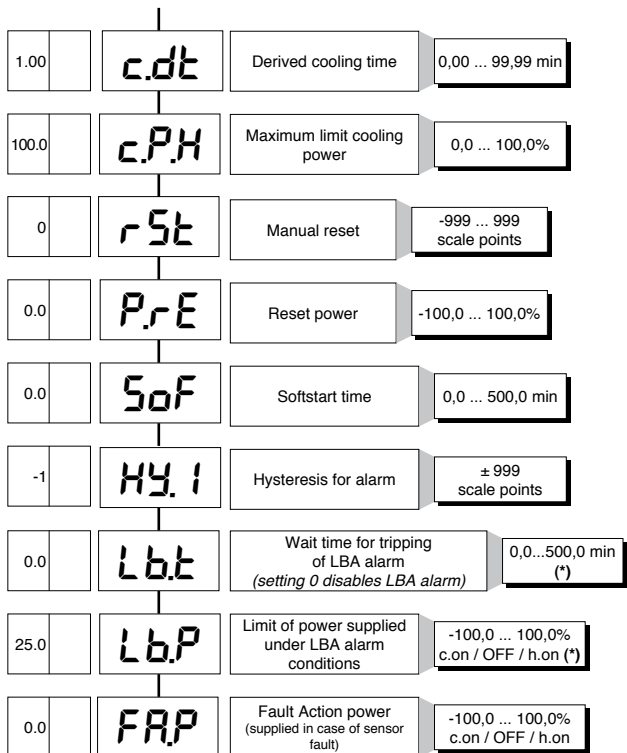 1.00
c.dt
Derived cooling time
0,00 ... 99,99 min
100.0
c.P.H
Maximum limit cooling
power
0,0 ... 100,0%
0
rSt
Manual reset
-999 ... 999
scale points
0.0
P.rE
Reset power
-100,0 ... 100,0%
0.0
SoF
Softstart time
0,0 ... 500,0 min
-1
HY.1
Hysteresis for alarm
± 999
scale points
0.0
Lb.t
Wait time for tripping
of LBA alarm
(setting 0 disables LBA alarm)
0,0...500,0 min
(*)
25.0
Lb.P
Limit of power supplied
under LBA alarm
conditions
-100,0 ... 100,0%
c.on / OFF / h.on (*)
0.0
FA.P
Fault Action power
(supplied in case of sensor
fault)
-100,0 ... 100,0%
c.on / OFF / h.on